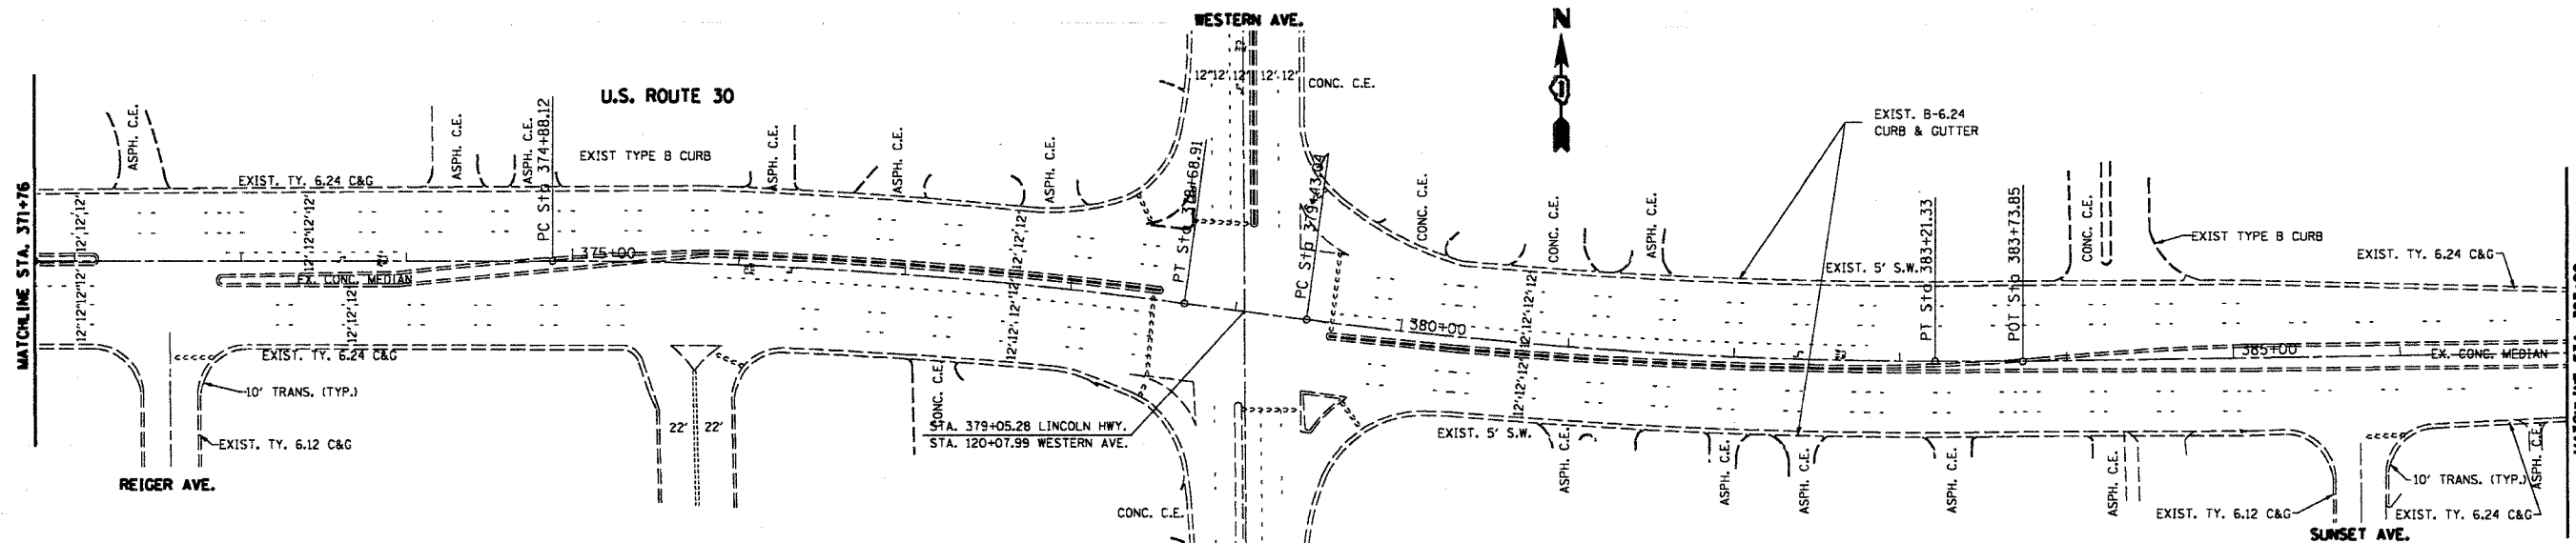 WESTERN AVE.
N
U.S. ROUTE 30
12' 12' 12' 12' 12'
CONC. C.E.
EXIST. B-6.24
CURB & GUTTER
ASPH. C.E.
ASPH. C.E.
ASPH. C.E.
PC Sta 374+88.12
EXIST TYPE B CURB
ASPH. C.E.
ASPH. C.E.
ASPH. C.E.
EXIST. TY. 6.24 C&G
MATCHLINE STA. 371+76
12' 12' 12'
12' 12' 12'
12' 12' 12'
PC Sta 379+43.04
CONC. C.E.
CONC. C.E.
ASPH. C.E.
EXIST. 5' S.W.
PT Sta 383+21.33
POT Sta 383+73.85
CONC. C.E.
EXIST TYPE B CURB
EXIST. TY. 6.24 C&G
375+00
EX. CONC. MEDIAN
12' 12' 12'
12' 12'
12' 12' 12'
380+00
12' 12' 12'
12' 12' 12'
385+00
EX. CONC. MEDIAN
EXIST. TY. 6.24 C&G
10' TRANS. (TYP.)
EXIST. TY. 6.12 C&G
REIGER AVE.
22' 22'
CONC. C.E.
STA. 379+05.28 LINCOLN HWY.
STA. 120+07.99 WESTERN AVE.
CONC. C.E.
EXIST. 5' S.W.
ASPH. C.E.
ASPH. C.E.
ASPH. C.E.
ASPH. C.E.
ASPH. C.E.
ASPH. C.E.
10' TRANS. (TYP.)
EXIST. TY. 6.12 C&G
EXIST. TY. 6.24 C&G
SUNSET AVE.